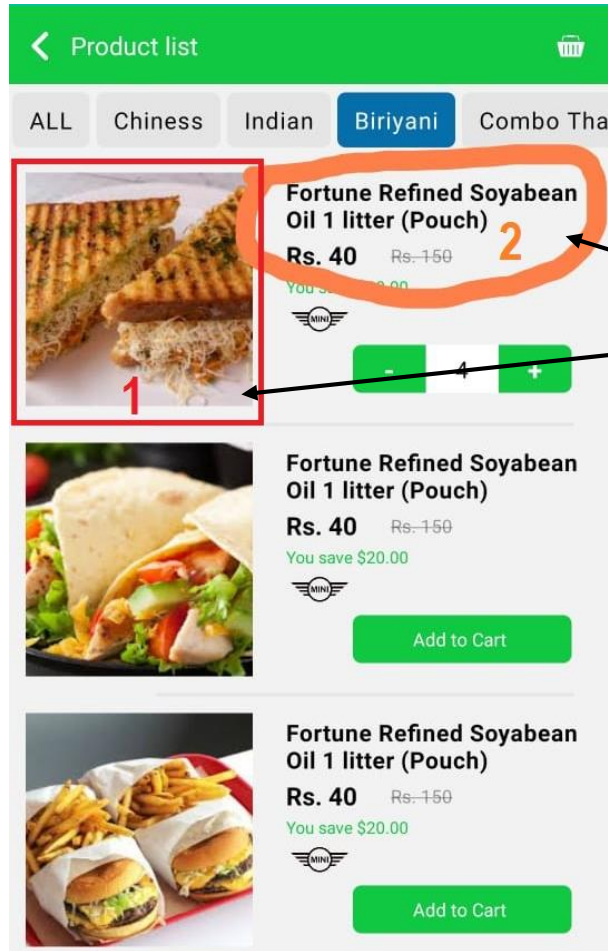 Product list
ALL Chiness Indian Biriyani Combo Tha
Fortune Refined Soyabean
Oil 1 litter (Pouch)
2
Rs. 40 Rs. 150
You
MINI
- 4 +
1
Fortune Refined Soyabean
Oil 1 litter (Pouch)
Rs. 40 Rs. 150
You save $20.00
MINI
Add to Cart
Fortune Refined Soyabean
Oil 1 litter (Pouch)
Rs. 40 Rs. 150
You save $20.00
MINI
Add to Cart